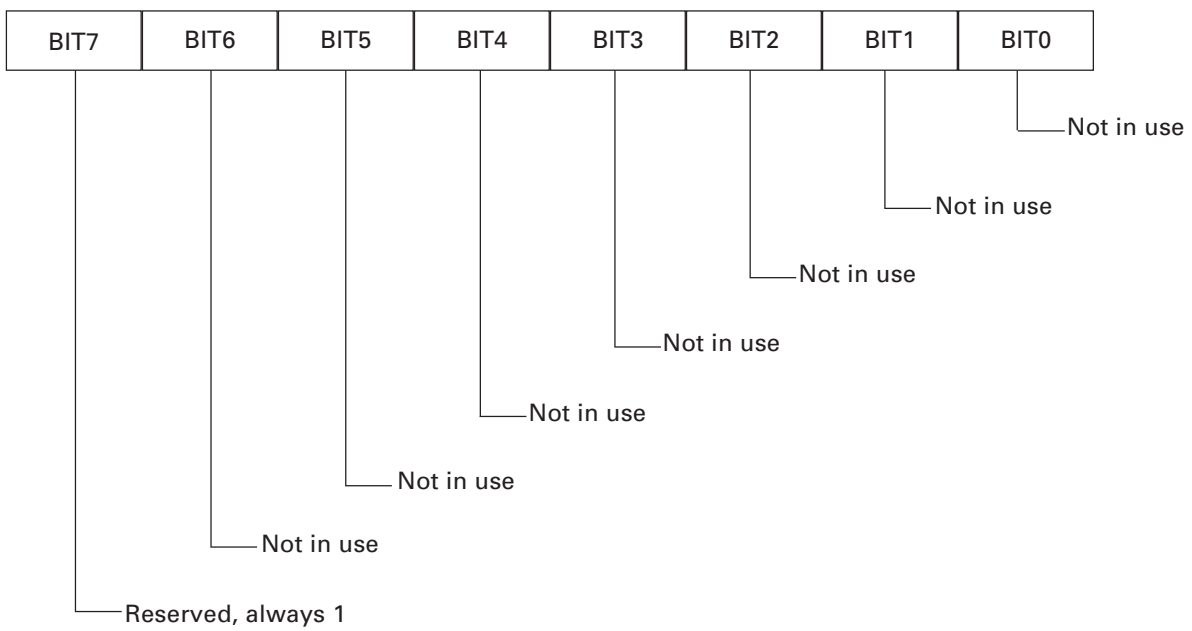 BIT7 BIT6 BIT5 BIT4 BIT3 BIT2 BIT1 BIT0
Not in use
Not in use
Not in use
Not in use
Not in use
Not in use
Not in use
Reserved, always 1